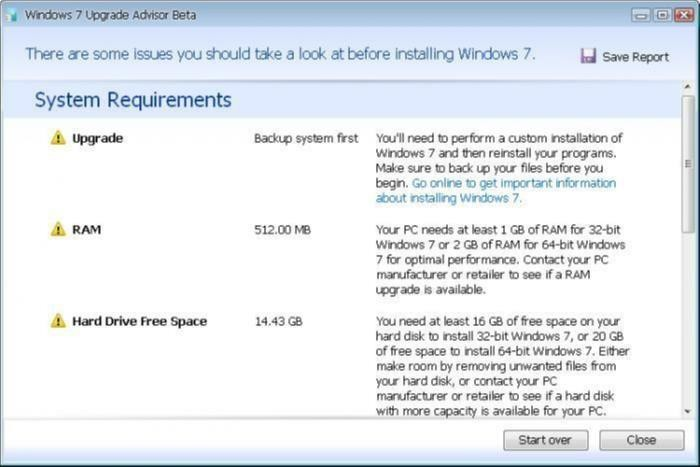 Windows 7 Upgrade Advisor Beta
There are some issues you should take a look at before installing Windows 7.
Save Report
System Requirements
Upgrade
Backup system first
You'll need to perform a custom installation of
Windows 7 and then reinstall your programs.
Make sure to back up your files before you
begin. Go online to get important information
about installing Windows 7.
RAM
512.00 MB
Your PC needs at least 1 GB of RAM for 32-bit
Windows 7 or 2 GB of RAM for 64-bit Windows
7 for optimal performance. Contact your PC
manufacturer or retailer to see if a RAM
upgrade is available.
Hard Drive Free Space
14.43 GB
You need at least 16 GB of free space on your
hard disk to install 32-bit Windows 7, or 20 GB
of free space to install 64-bit Windows 7. Either
make room by removing unwanted files from
your hard disk, or contact your PC
manufacturer or retailer to see if a hard disk
with more capacity is available for your PC.
Start over
Close